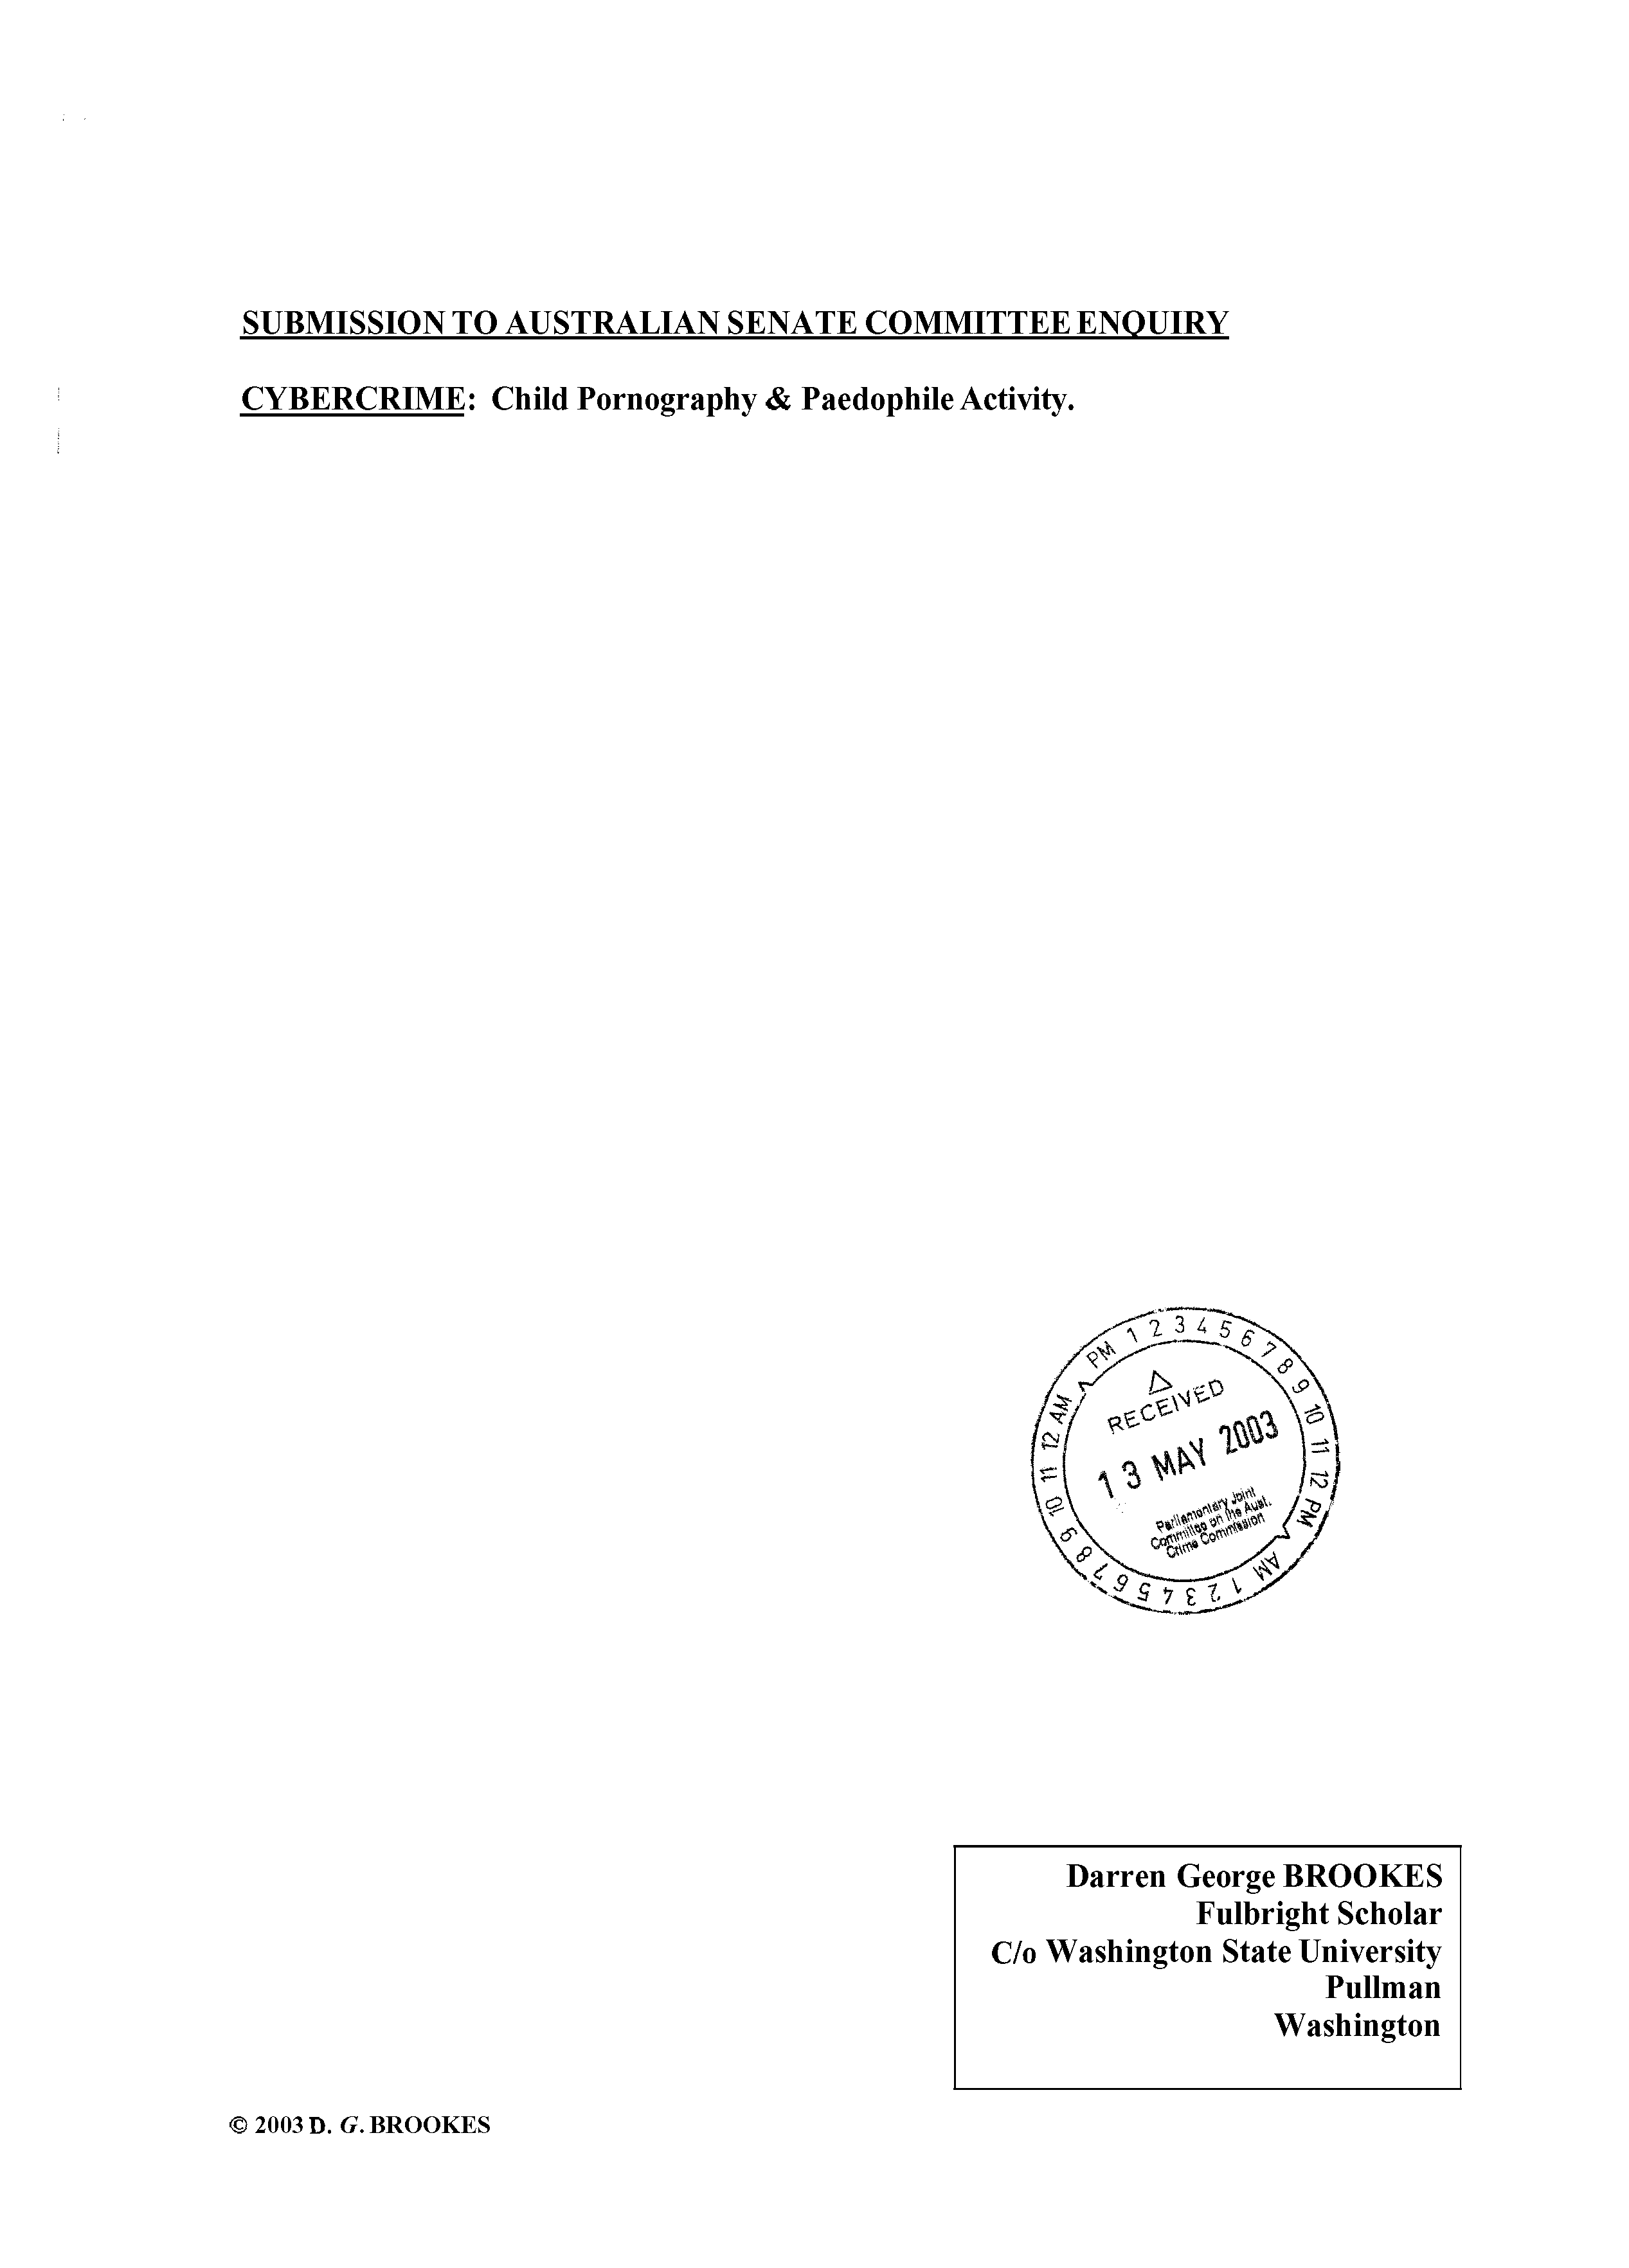 SUBMISSION TO AUSTRALIAN SENATE COMMITTEE ENQUIRY
CYBERCRIME: Child Pornography & Paedophile Activity.
PM 1 2 3 4 5 6 7 8 9 10 11 12 PM
AM 1 2 3 4 5 6 7 8 9 10 11 12 AM
RECEIVED
13 MAY 2003
Parliamentary Joint
Committee on the Aust.
Crime Commission
Darren George BROOKES
Fulbright Scholar
C/o Washington State University
Pullman
Washington
© 2003 D. G. BROOKES